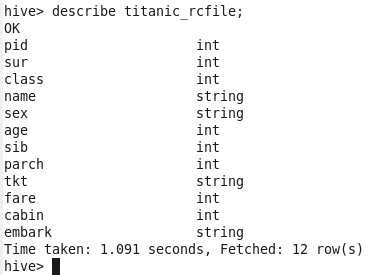 hive> describe titanic_rcfile;
OK
pid int
sur int
class int
name string
sex string
age int
sib int
parch int
tkt string
fare int
cabin int
embark string
Time taken: 1.091 seconds, Fetched: 12 row(s)
hive>